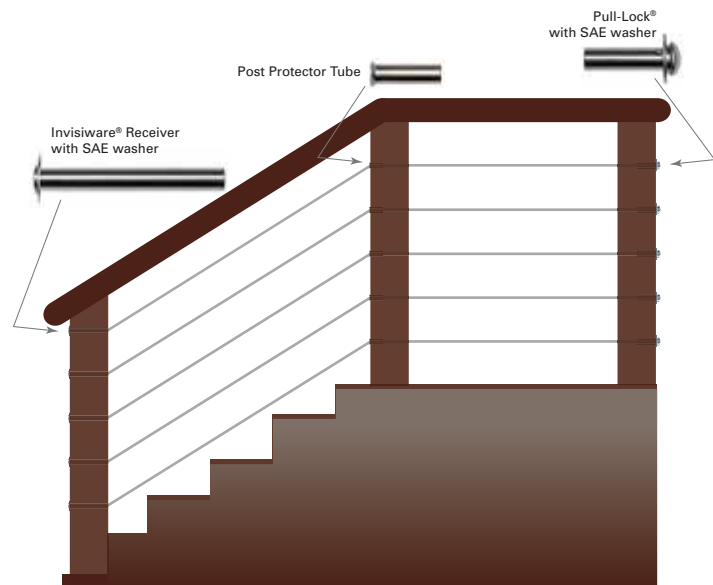 Pull-Lock®
with SAE washer
Post Protector Tube
Invisiware® Receiver
with SAE washer